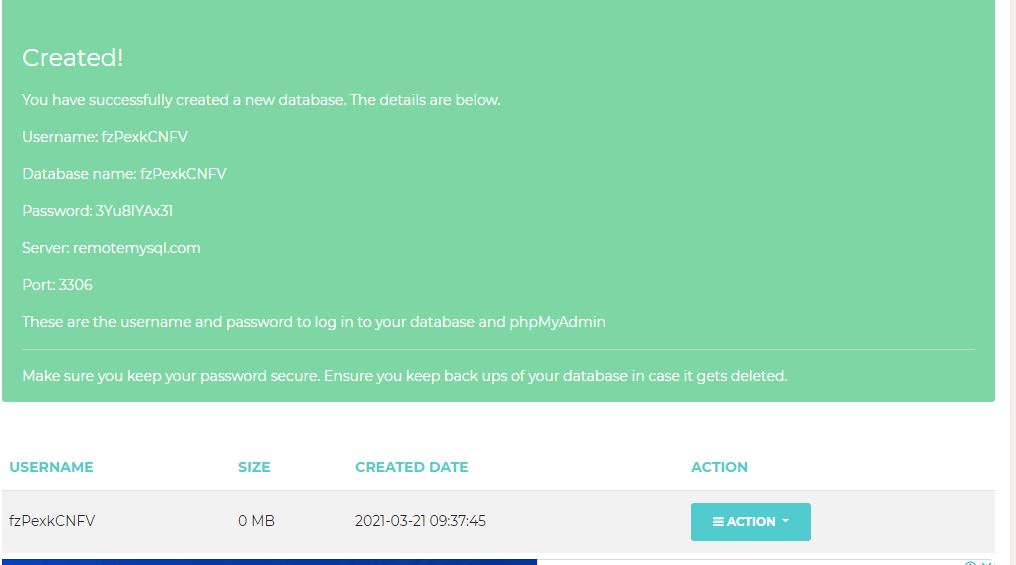 Created!
You have successfully created a new database. The details are below.
Username: fzPexkCNFV
Database name: fzPexkCNFV
Password: 3Yu8lYAx31
Server: remotemysql.com
Port: 3306
These are the username and password to log in to your database and phpMyAdmin
Make sure you keep your password secure. Ensure you keep back ups of your database in case it gets deleted.
USERNAME SIZE CREATED DATE ACTION
fzPexkCNFV 0 MB 2021-03-21 09:37:45 ACTION